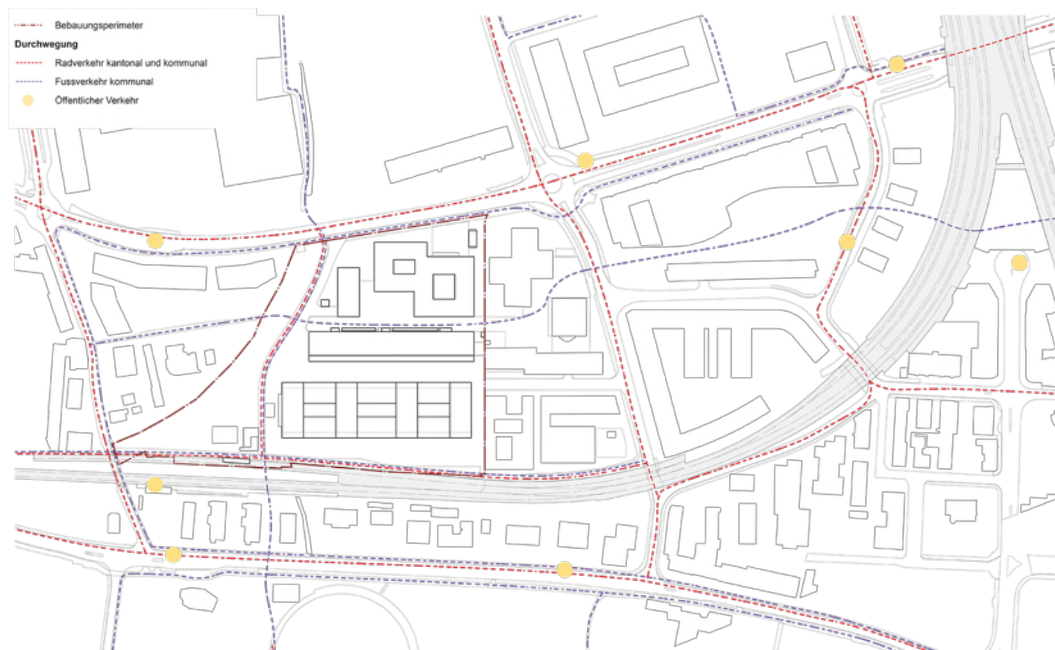 Bebauungsperimeter
Durchwegung
Radverkehr kantonal und kommunal
Fussverkehr kommunal
Öffentlicher Verkehr